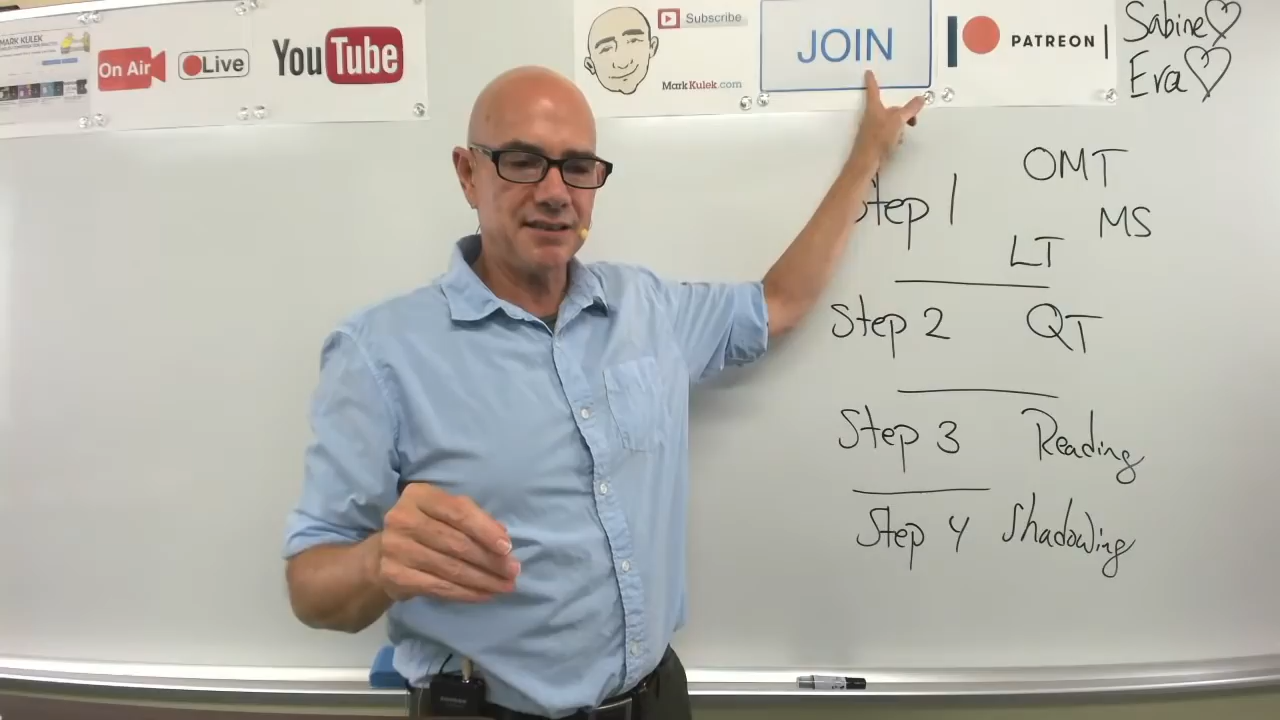 MARK KULEK
On Air
Live
YouTube
Subscribe
MarkKulek.com
JOIN
PATREON
Sabine
Eva
OMT
Step 1
MS
LT
Step 2 QT
Step 3 Reading
Step 4 Shadowing